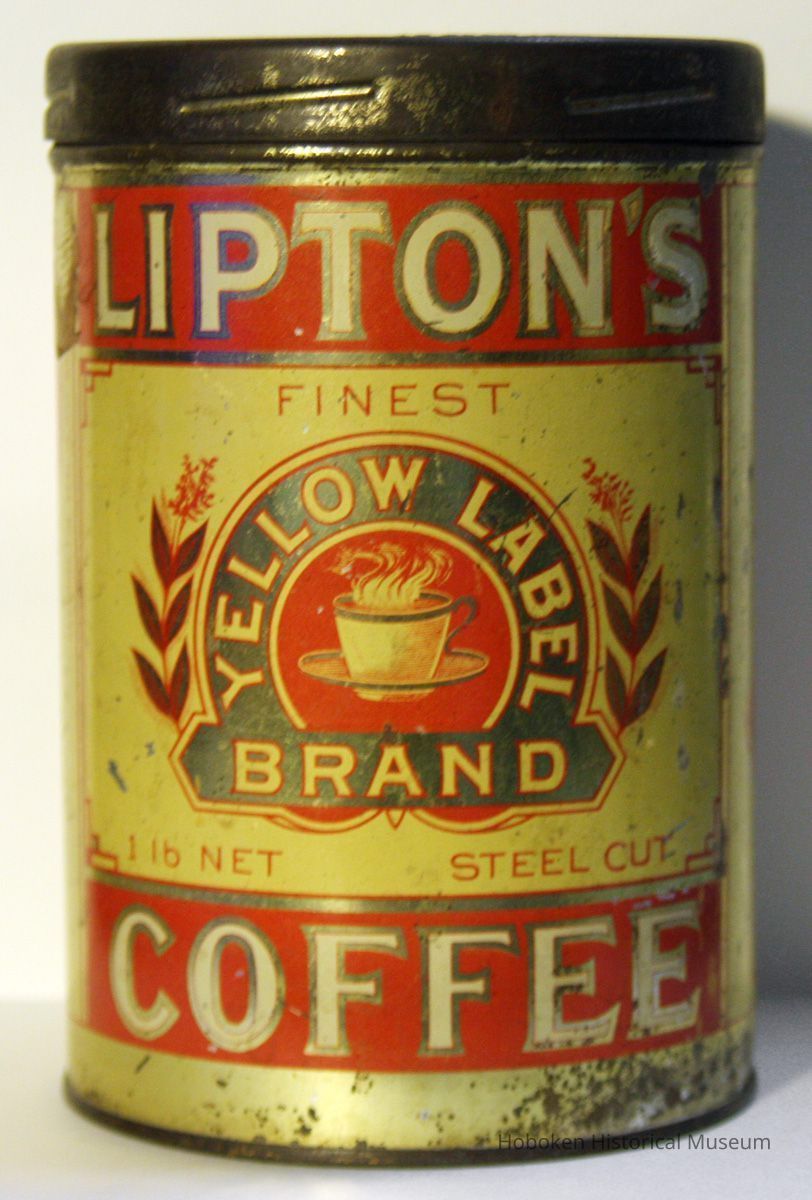 LIPTON'S
FINEST
YELLOW LABEL
BRAND
1 lb NET STEEL CUT
COFFEE
Hoboken Historical Museum